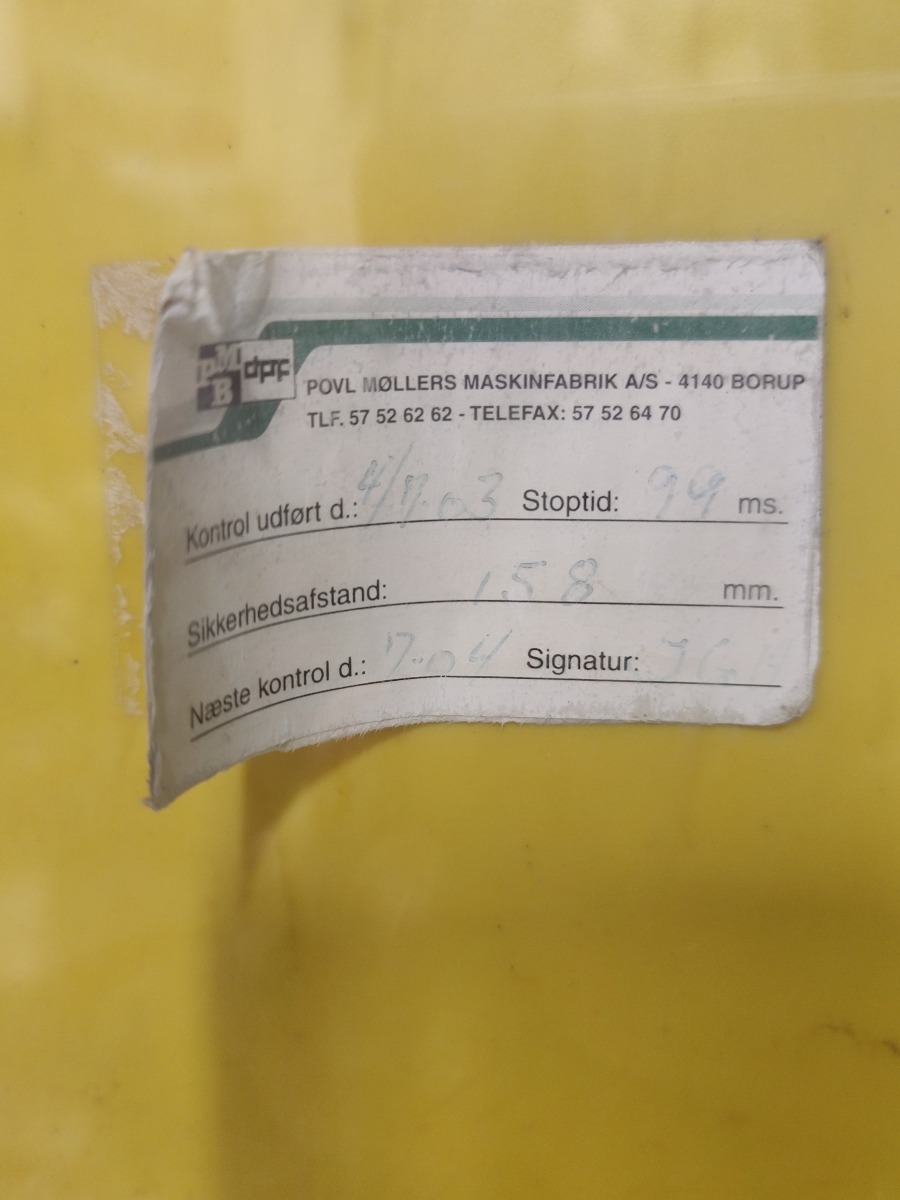 PMB dpf
POVL MØLLERS MASKINFABRIK A/S - 4140 BORUP
TLF. 57 52 62 62 - TELEFAX: 57 52 64 70
Kontrol udført d.: 4/7.03 Stoptid: 99 ms.
Sikkerhedsafstand: 158 mm.
Næste kontrol d.: 7.04 Signatur: